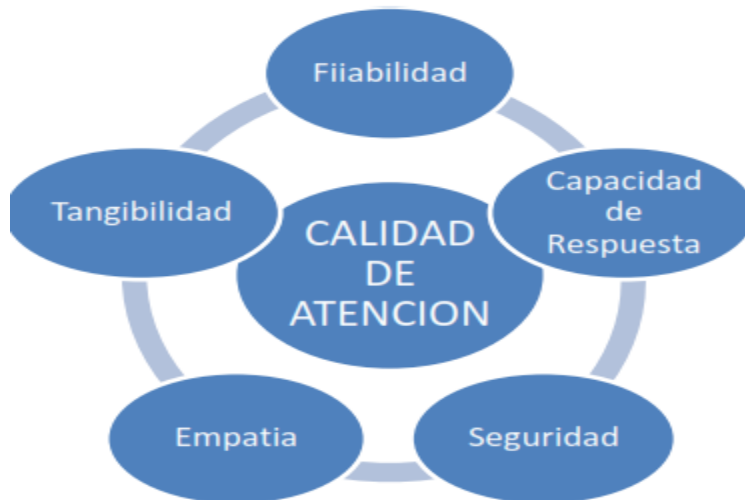 Fiiabilidad
Capacidad
de
Respuesta
Tangibilidad
CALIDAD
DE
ATENCION
Empatia
Seguridad